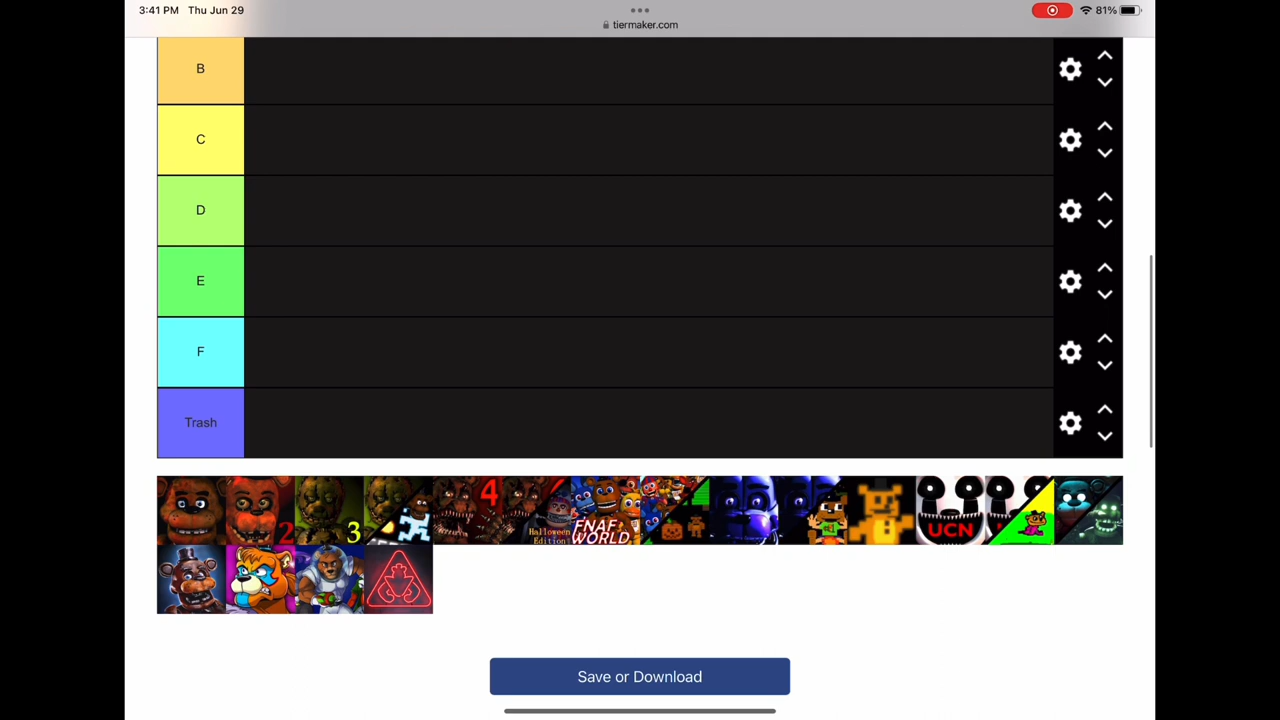 3:41 PM Thu Jun 29
81%
tiermaker.com
B
C
D
E
F
Trash
2
3
4
Halloween
Edition!
FNAF
WORLD
UCN
Save or Download